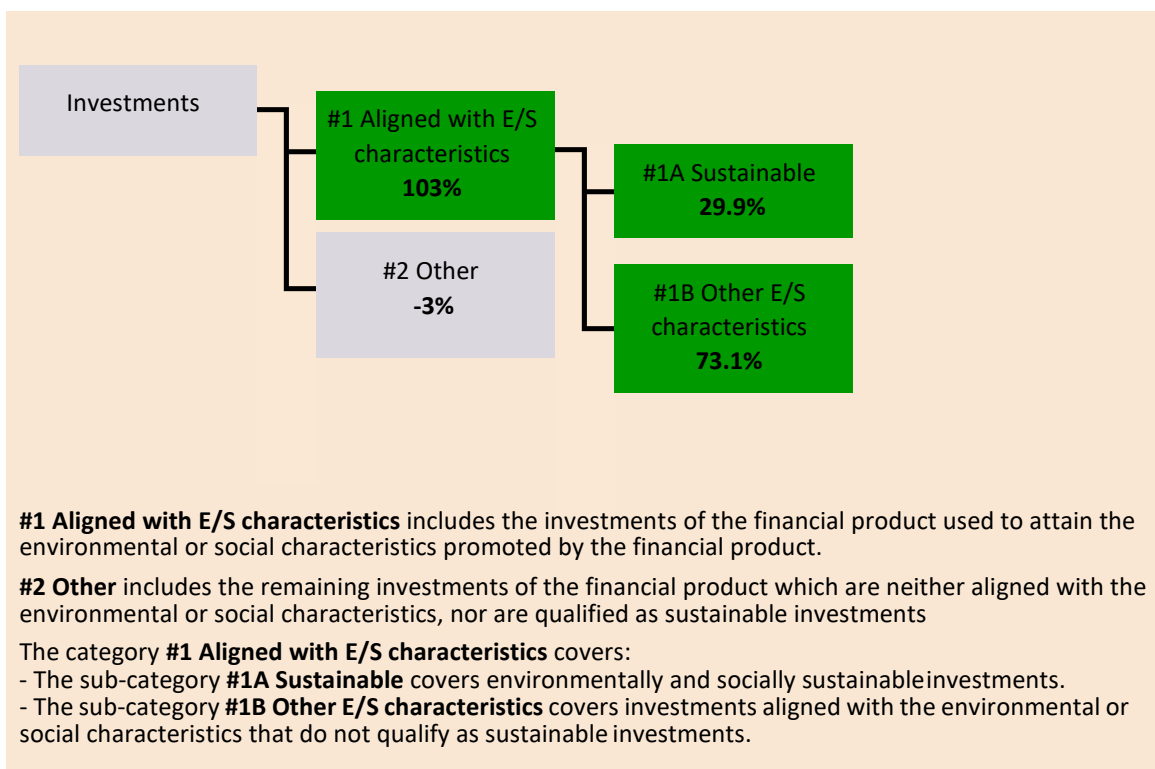 Investments
#1 Aligned with E/S
characteristics
103%
#2 Other
-3%
#1A Sustainable
29.9%
#1B Other E/S
characteristics
73.1%
#1 Aligned with E/S characteristics includes the investments of the financial product used to attain the
environmental or social characteristics promoted by the financial product.
#2 Other includes the remaining investments of the financial product which are neither aligned with the
environmental or social characteristics, nor are qualified as sustainable investments
The category #1 Aligned with E/S characteristics covers:
- The sub-category #1A Sustainable covers environmentally and socially sustainableinvestments.
- The sub-category #1B Other E/S characteristics covers investments aligned with the environmental or
social characteristics that do not qualify as sustainable investments.